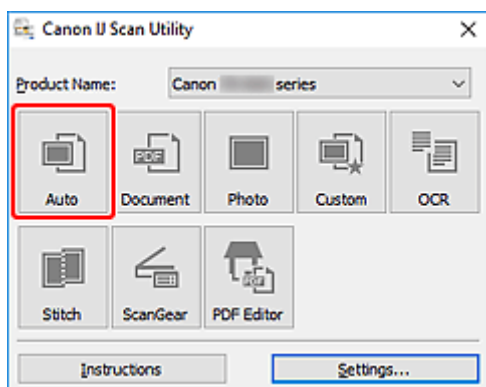 Canon IJ Scan Utility
Product Name: Canon series
Auto Document Photo Custom OCR
Stitch ScanGear PDF Editor
Instructions Settings...